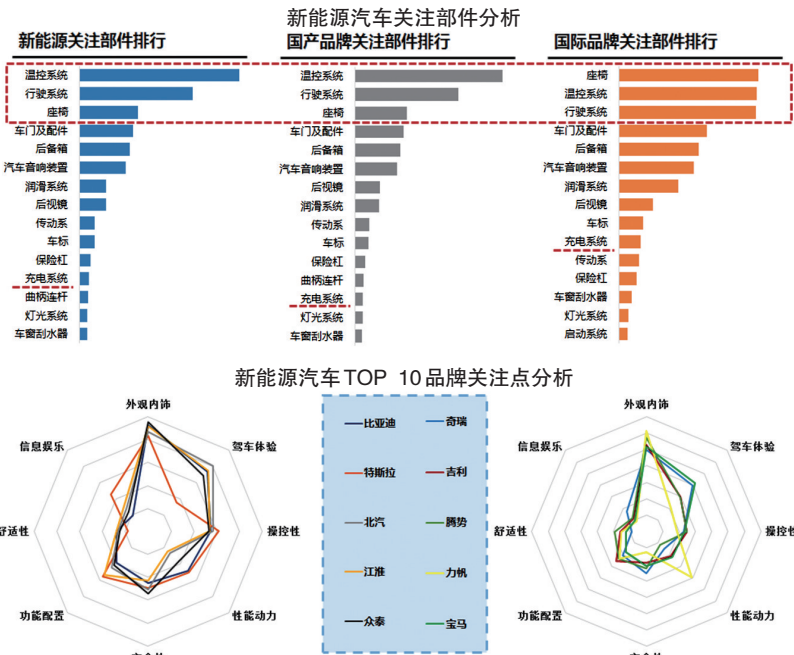 新能源汽车关注部件分析
新能源关注部件排行
温控系统
行驶系统
座椅
车门及配件
后备箱
汽车音响装置
润滑系统
后视镜
传动系
车标
保险杠
充电系统
曲柄连杆
灯光系统
车窗刮水器
国产品牌关注部件排行
温控系统
行驶系统
座椅
车门及配件
后备箱
汽车音响装置
后视镜
润滑系统
传动系
车标
保险杠
曲柄连杆
充电系统
灯光系统
车窗刮水器
国际品牌关注部件排行
座椅
温控系统
行驶系统
车门及配件
后备箱
汽车音响装置
润滑系统
后视镜
车标
充电系统
传动系
保险杠
车窗刮水器
灯光系统
启动系统
新能源汽车TOP 10品牌关注点分析
外观内饰
驾车体验
操控性
性能动力
功能配置
舒适性
信息娱乐
比亚迪
奇瑞
特斯拉
吉利
北汽
腾势
江淮
力帆
众泰
宝马
外观内饰
驾车体验
操控性
性能动力
功能配置
舒适性
信息娱乐